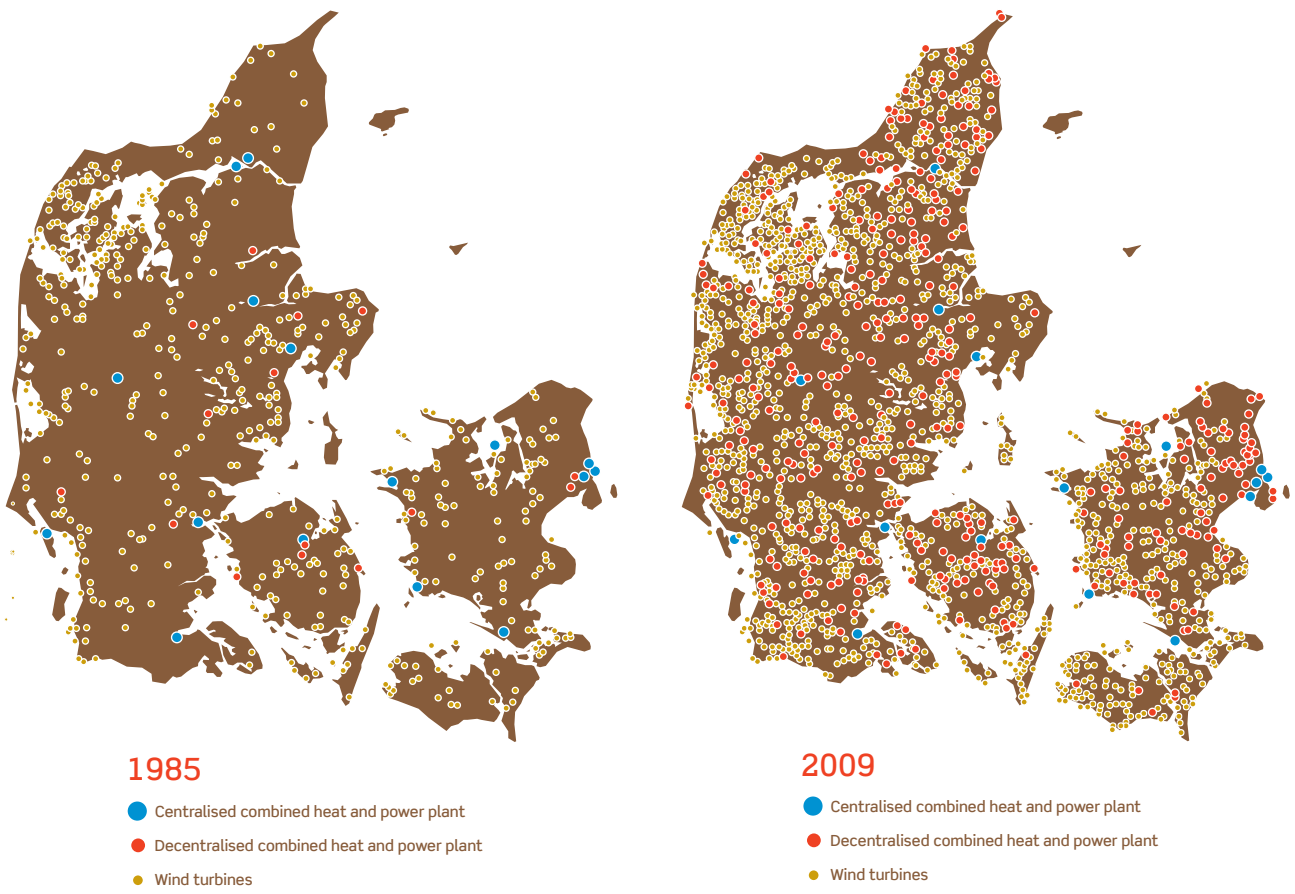 1985
Centralised combined heat and power plant
Decentralised combined heat and power plant
Wind turbines
2009
Centralised combined heat and power plant
Decentralised combined heat and power plant
Wind turbines